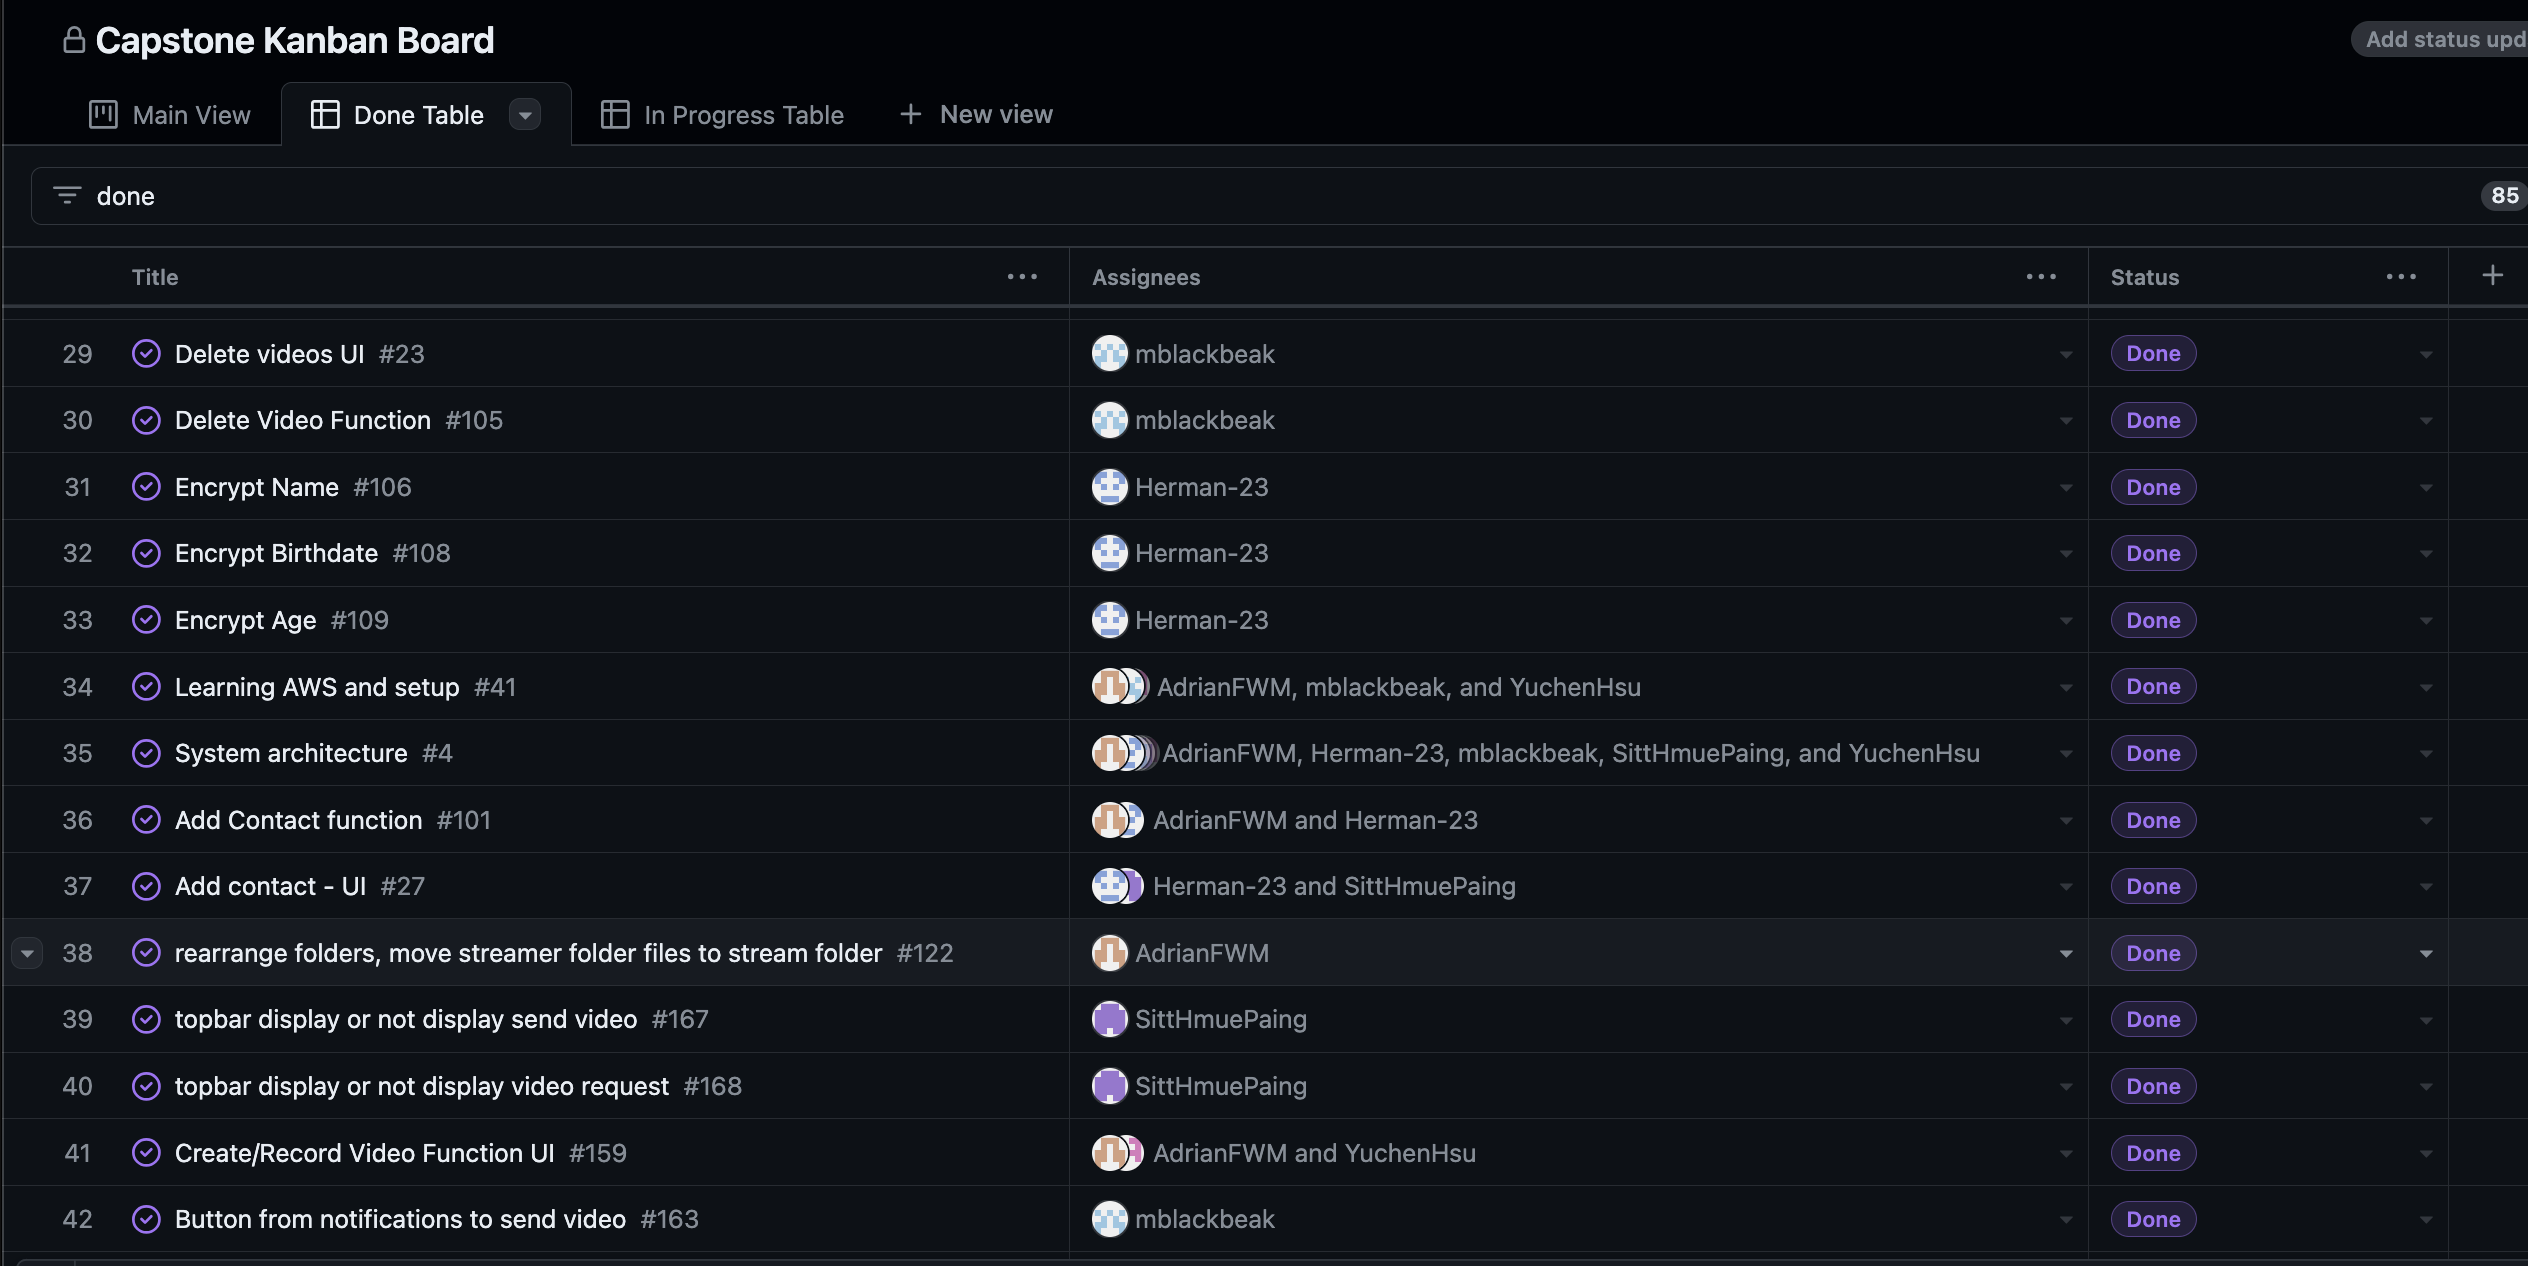 Capstone Kanban Board
Add status upd
Main View
Done Table
In Progress Table
New view
done
85
Title Assignees Status
29 Delete videos UI #23 mblackbeak Done
30 Delete Video Function #105 mblackbeak Done
31 Encrypt Name #106 Herman-23 Done
32 Encrypt Birthdate #108 Herman-23 Done
33 Encrypt Age #109 Herman-23 Done
34 Learning AWS and setup #41 AdrianFWM, mblackbeak, and YuchenHsu Done
35 System architecture #4 AdrianFWM, Herman-23, mblackbeak, SittHmuePaing, and YuchenHsu Done
36 Add Contact function #101 AdrianFWM and Herman-23 Done
37 Add contact - UI #27 Herman-23 and SittHmuePaing Done
38 rearrange folders, move streamer folder files to stream folder #122 AdrianFWM Done
39 topbar display or not display send video #167 SittHmuePaing Done
40 topbar display or not display video request #168 SittHmuePaing Done
41 Create/Record Video Function UI #159 AdrianFWM and YuchenHsu Done
42 Button from notifications to send video #163 mblackbeak Done